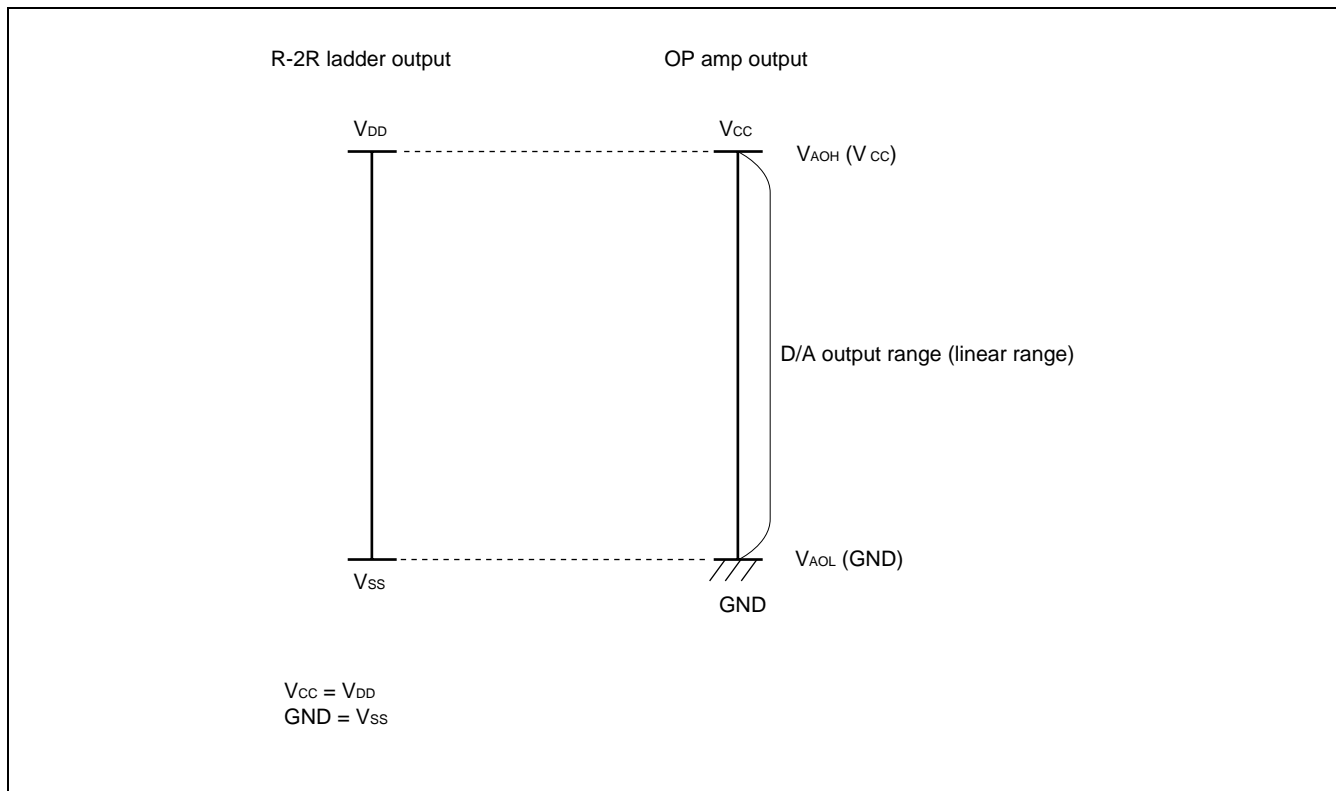 R-2R ladder output OP amp output
VDD VCC VAOH (VCC)
D/A output range (linear range)
VSS VAOL (GND)
GND
VCC = VDD
GND = VSS